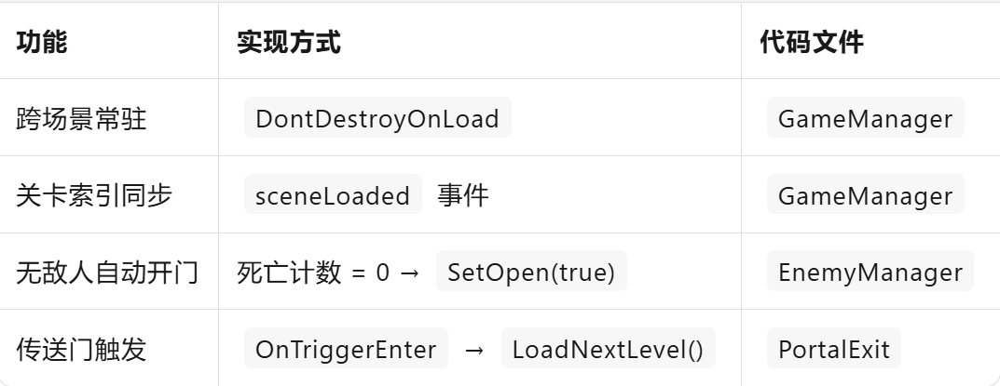 功能 实现方式 代码文件
跨场景常驻 DontDestroyOnLoad GameManager
关卡索引同步 sceneLoaded 事件 GameManager
无敌人自动开门 死亡计数 = 0 → SetOpen(true) EnemyManager
传送门触发 OnTriggerEnter → LoadNextLevel() PortalExit